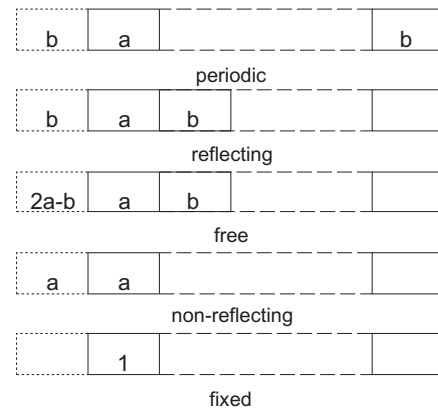 b a b
periodic
b a b
reflecting
2a-b a b
free
a a
non-reflecting
1
fixed